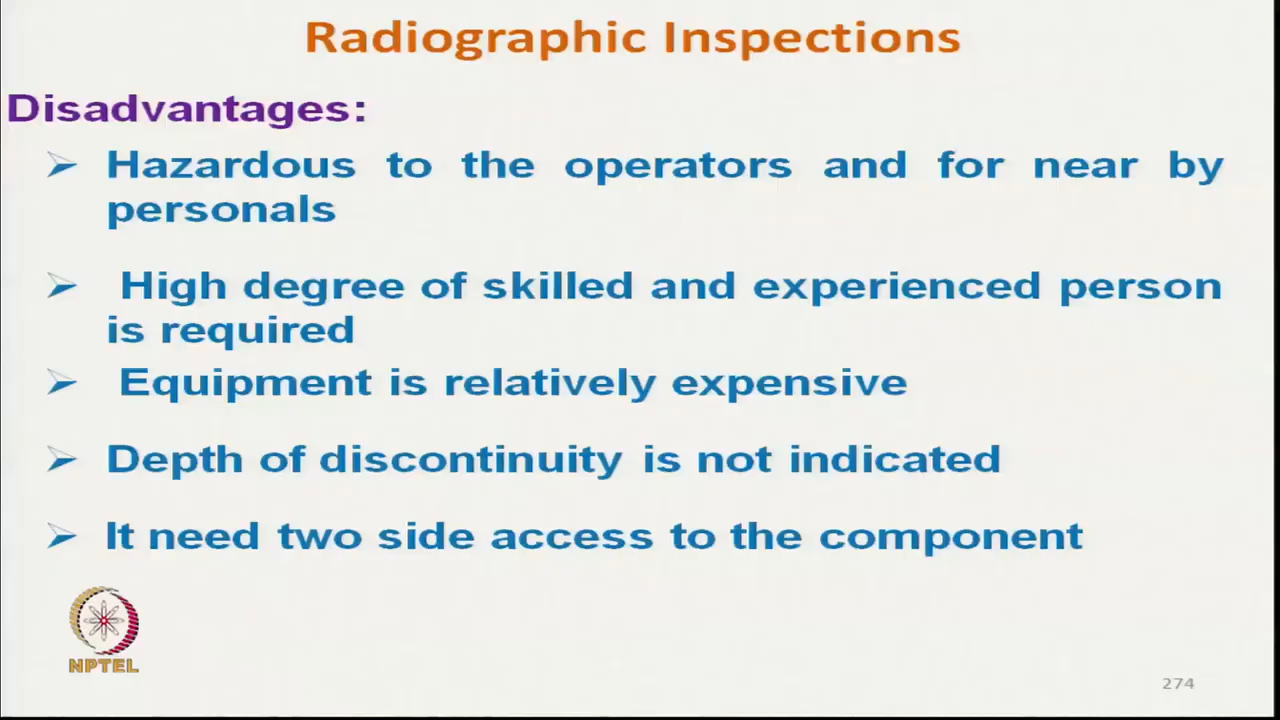 Radiographic Inspections
Disadvantages:
➢ Hazardous to the operators and for near by
personals
➢ High degree of skilled and experienced person
is required
➢ Equipment is relatively expensive
➢ Depth of discontinuity is not indicated
➢ It need two side access to the component
NPTEL
274